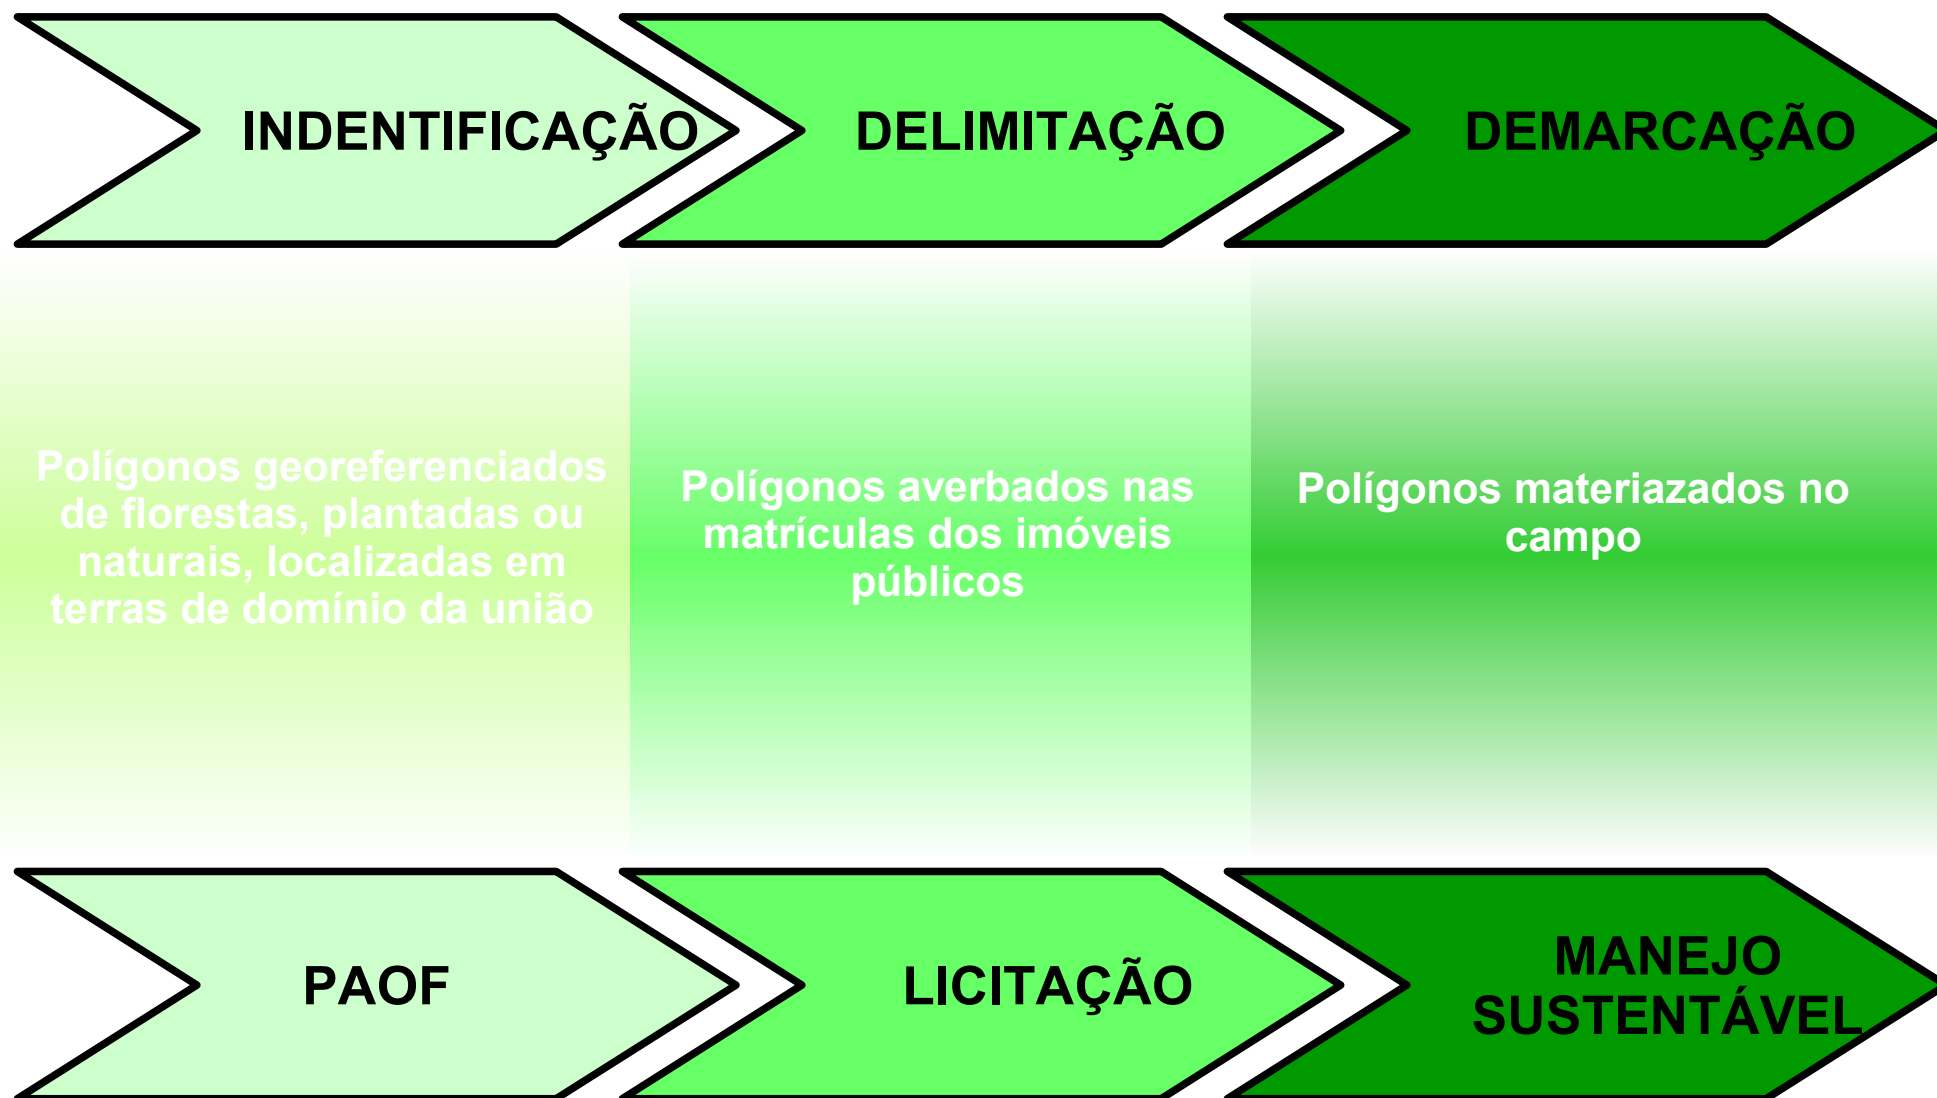 INDENTIFICAÇÃO
DELIMITAÇÃO
DEMARCAÇÃO
Polígonos georeferenciados
de florestas, plantadas ou
naturais, localizadas em
terras de domínio da união
Polígonos averbados nas
matrículas dos imóveis
públicos
Polígonos materiazados no
campo
PAOF
LICITAÇÃO
MANEJO
SUSTENTÁVEL